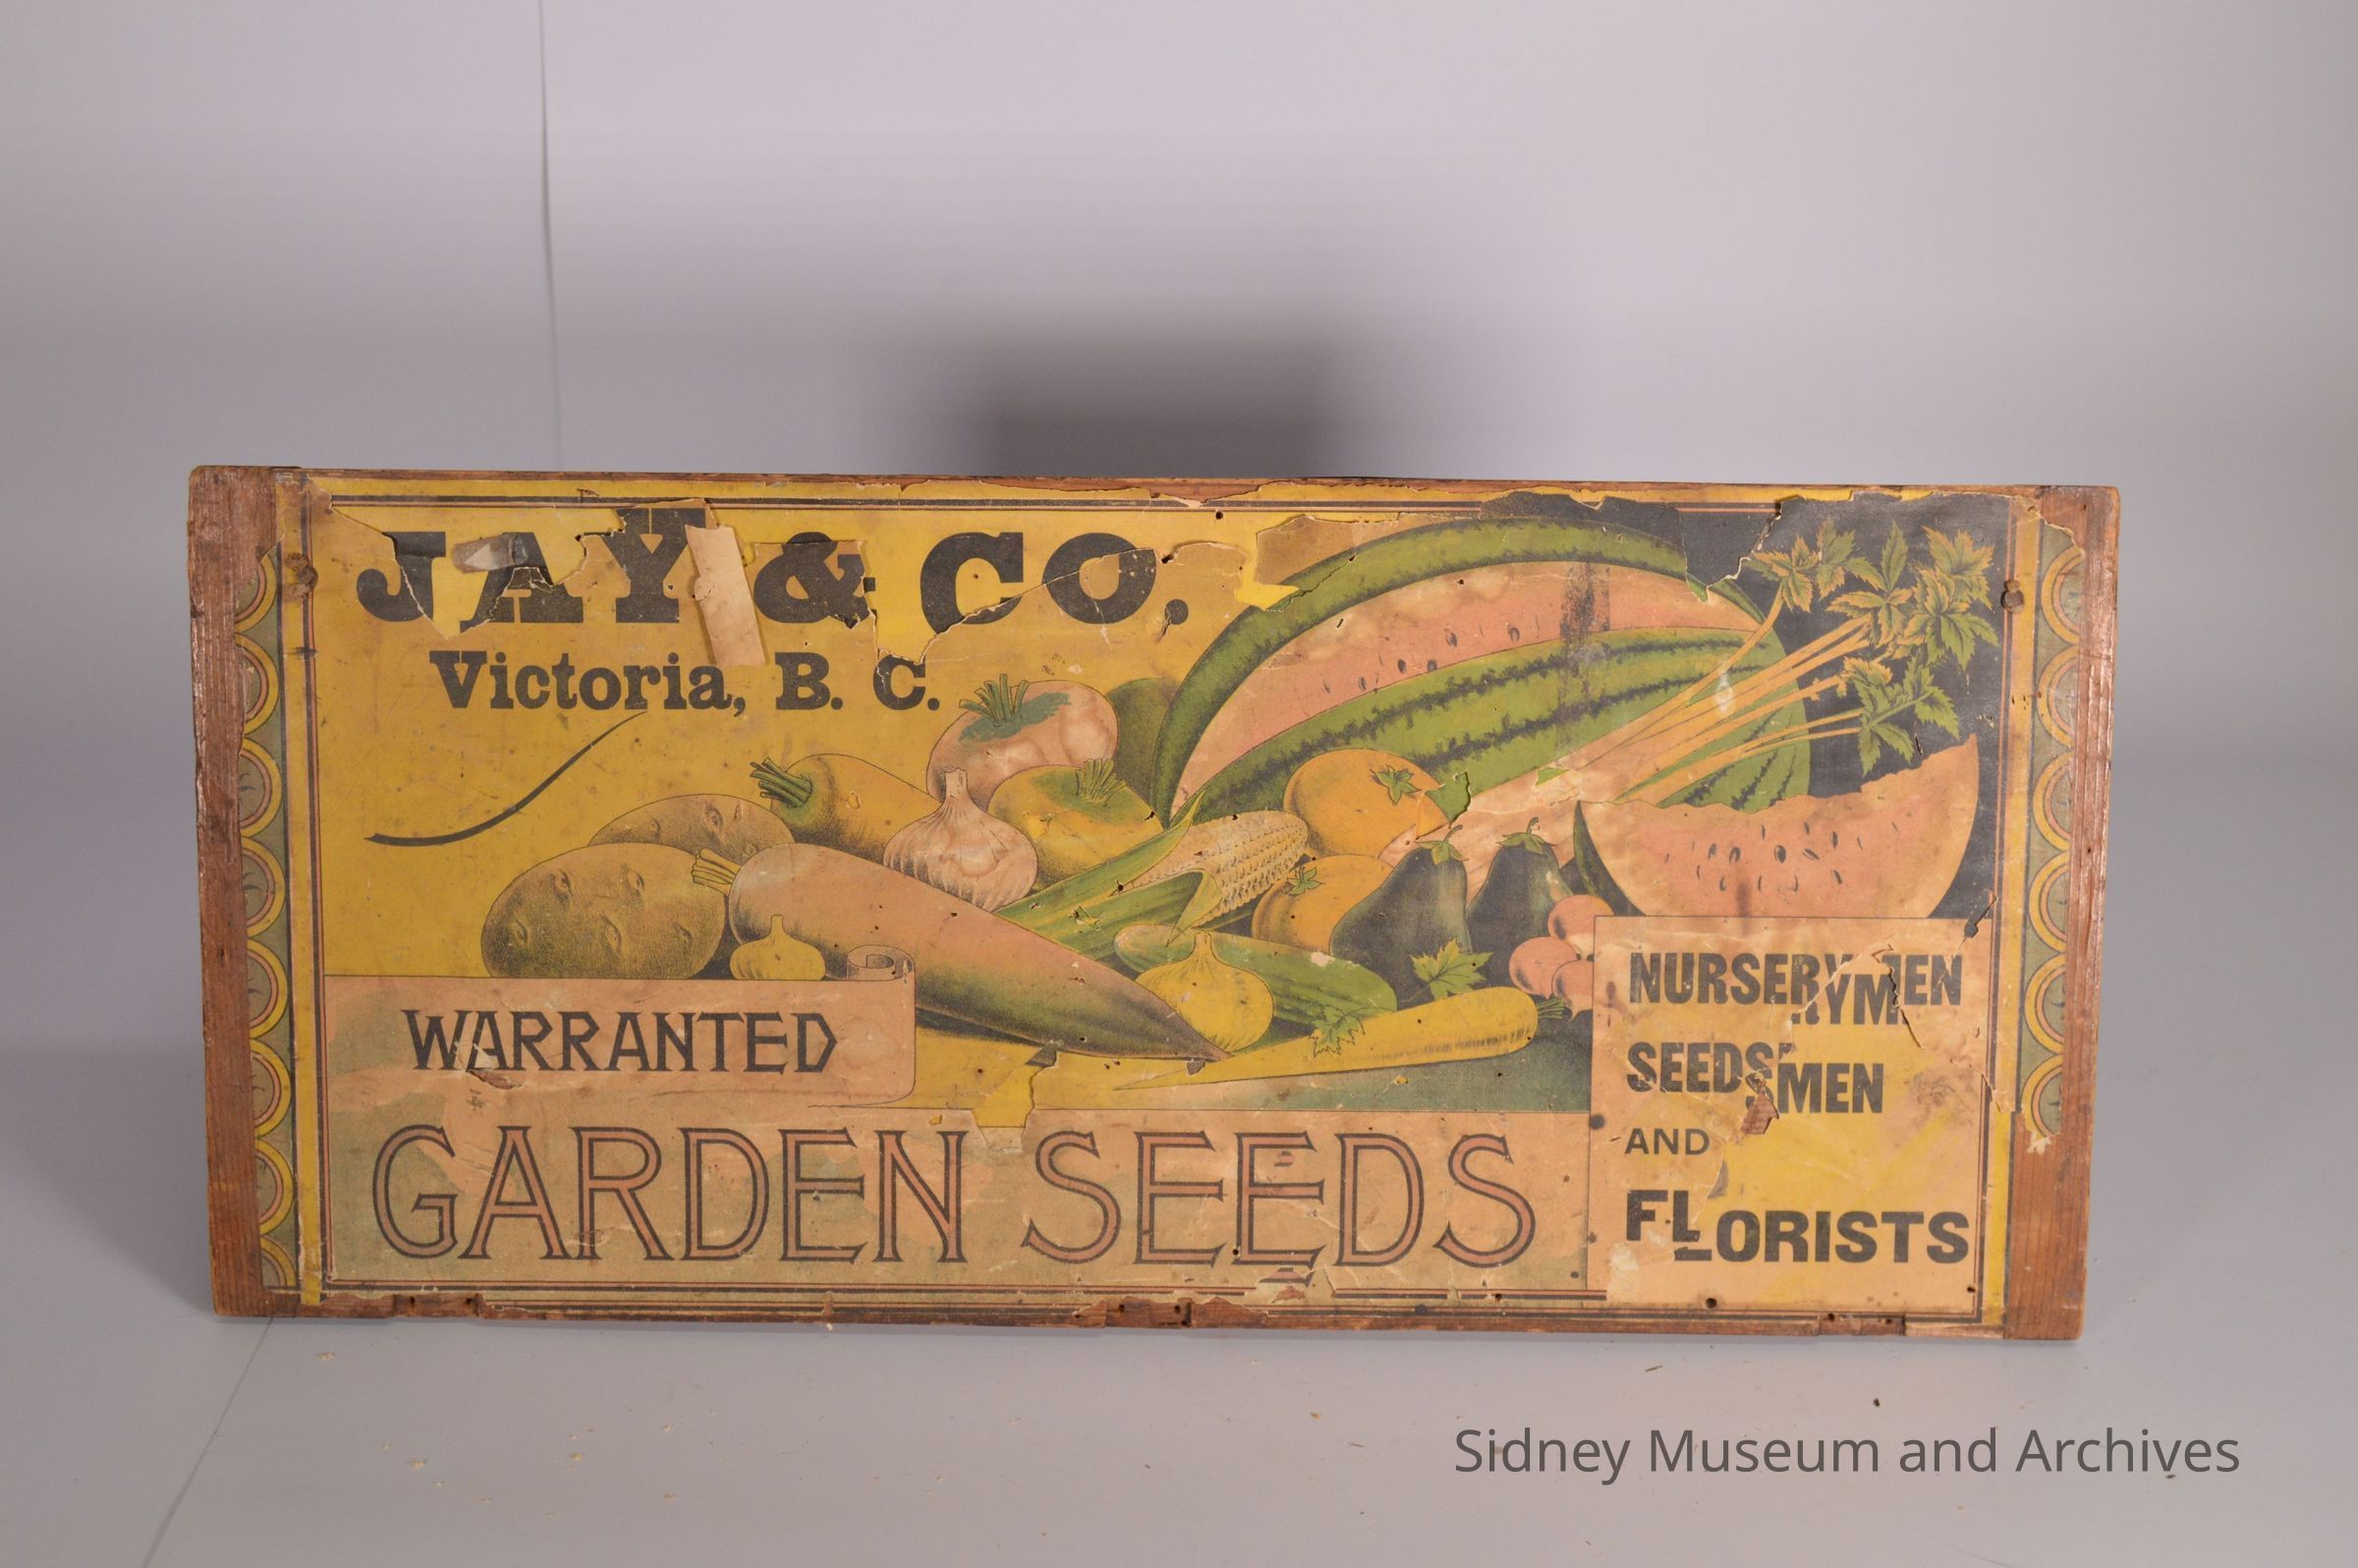 JAY & CO.
Victoria, B. C.
WARRANTED
GARDEN SEEDS
NURSERYMEN
SEEDSMEN
AND
FLORISTS
Sidney Museum and Archives